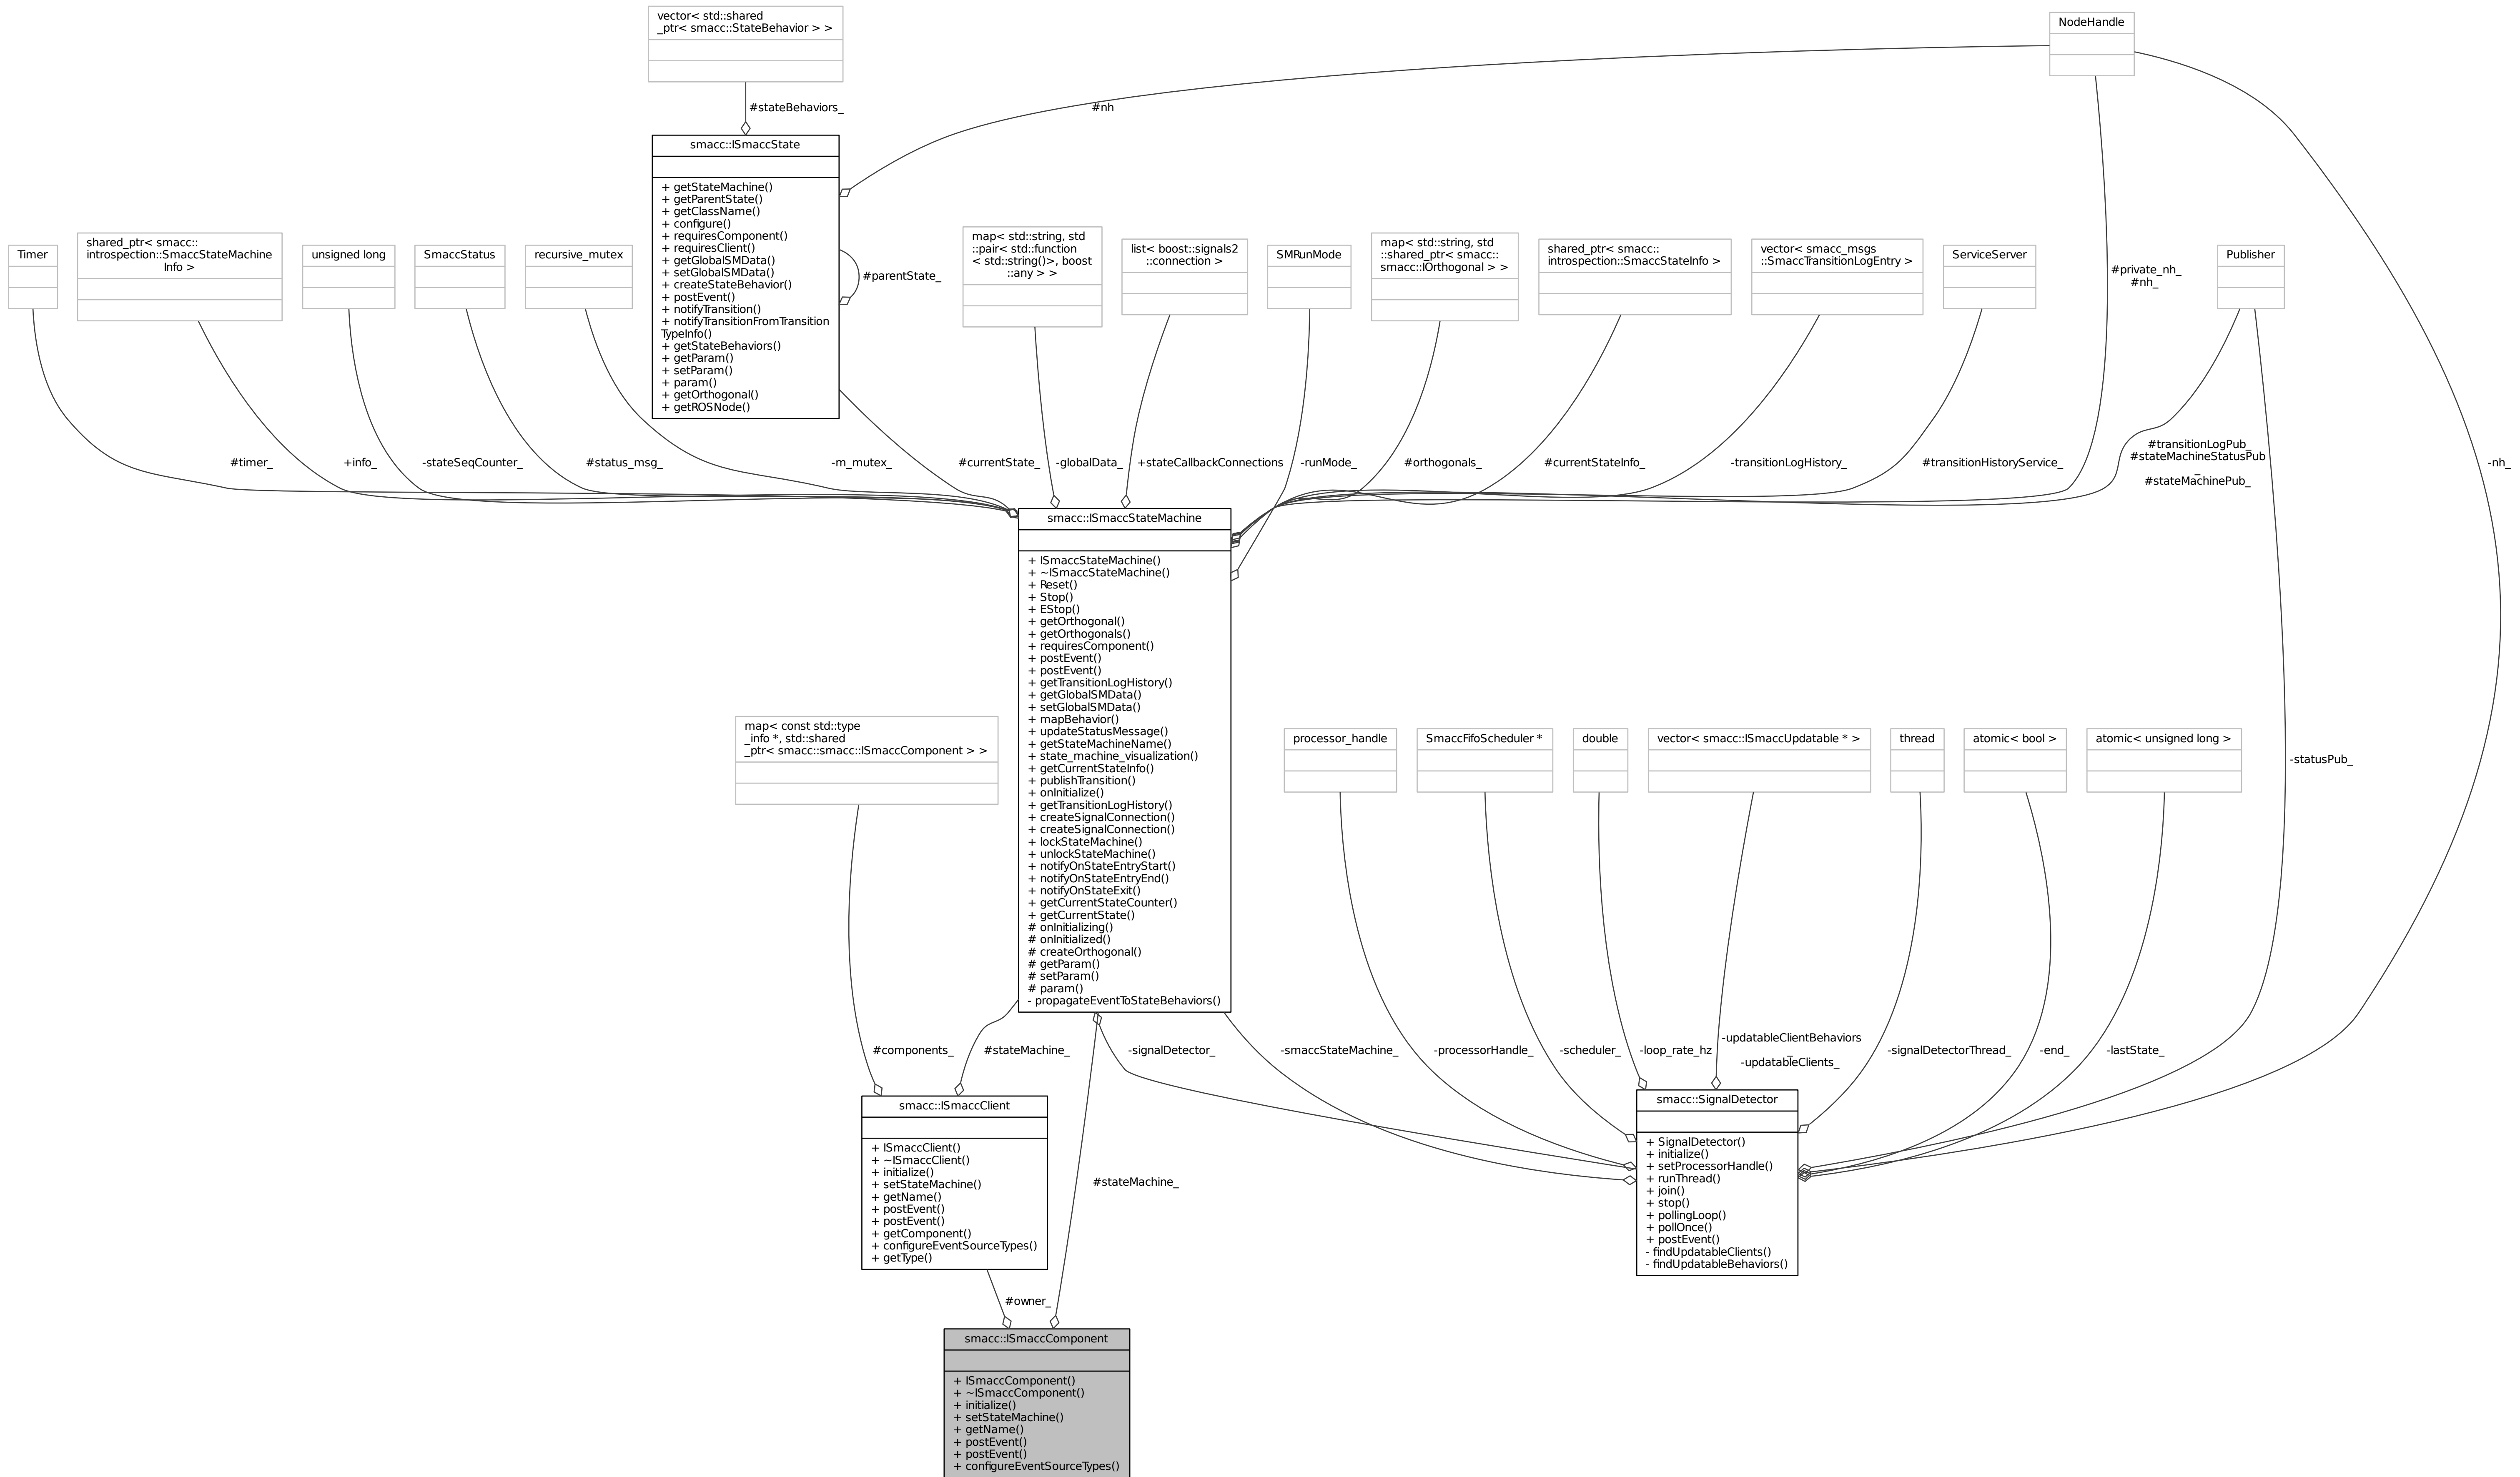 vector< std::shared
_ptr< smacc::StateBehavior > >
NodeHandle
#stateBehaviors_
#nh
smacc::ISmaccState
+ getStateMachine()
+ getParentState()
+ getClassName()
+ configure()
+ requiresComponent()
+ requiresClient()
+ getGlobalSMData()
+ setGlobalSMData()
+ createStateBehavior()
+ postEvent()
+ notifyTransition()
+ notifyTransitionFromTransition
TypeInfo()
+ getStateBehaviors()
+ getParam()
+ setParam()
+ param()
+ getOrthogonal()
+ getROSNode()
#parentState_
Timer
shared_ptr< smacc::
introspection::SmaccStateMachine
Info >
unsigned long
SmaccStatus
recursive_mutex
map< std::string, std
::pair< std::function
< std::string()>, boost
::any > >
list< boost::signals2
::connection >
SMRunMode
map< std::string, std
::shared_ptr< smacc::
smacc::IOrthogonal > >
shared_ptr< smacc::
introspection::SmaccStateInfo >
vector< smacc_msgs
::SmaccTransitionLogEntry >
ServiceServer
#private_nh_
#nh_
Publisher
#timer_
+info_
-stateSeqCounter_
#status_msg_
-m_mutex_
#currentState_
-globalData_
+stateCallbackConnections
-runMode_
#orthogonals_
#currentStateInfo_
-transitionLogHistory_
#transitionHistoryService_
#transitionLogPub_
#stateMachineStatusPub
_
#stateMachinePub_
-nh_
smacc::ISmaccStateMachine
+ ISmaccStateMachine()
+ ~ISmaccStateMachine()
+ Reset()
+ Stop()
+ EStop()
+ getOrthogonal()
+ getOrthogonals()
+ requiresComponent()
+ postEvent()
+ postEvent()
+ getTransitionLogHistory()
+ getGlobalSMData()
+ setGlobalSMData()
+ mapBehavior()
+ updateStatusMessage()
+ getStateMachineName()
+ state_machine_visualization()
+ getCurrentStateInfo()
+ publishTransition()
+ onInitialize()
+ getTransitionLogHistory()
+ createSignalConnection()
+ createSignalConnection()
+ lockStateMachine()
+ unlockStateMachine()
+ notifyOnStateEntryStart()
+ notifyOnStateEntryEnd()
+ notifyOnStateExit()
+ getCurrentStateCounter()
+ getCurrentState()
# onInitializing()
# onInitialized()
# createOrthogonal()
# getParam()
# setParam()
# param()
- propagateEventToStateBehaviors()
map< const std::type
_info *, std::shared
_ptr< smacc::smacc::ISmaccComponent > >
processor_handle
SmaccFifoScheduler *
double
vector< smacc::ISmaccUpdatable * >
thread
atomic< bool >
atomic< unsigned long >
-statusPub_
#components_
#stateMachine_
-signalDetector_
-smaccStateMachine_
-processorHandle_
-scheduler_
-loop_rate_hz
-updatableClientBehaviors
_
-updatableClients_
-signalDetectorThread_
-end_
-lastState_
smacc::ISmaccClient
+ ISmaccClient()
+ ~ISmaccClient()
+ initialize()
+ setStateMachine()
+ getName()
+ postEvent()
+ postEvent()
+ getComponent()
+ configureEventSourceTypes()
+ getType()
#stateMachine_
smacc::SignalDetector
+ SignalDetector()
+ initialize()
+ setProcessorHandle()
+ runThread()
+ join()
+ stop()
+ pollingLoop()
+ pollOnce()
+ postEvent()
- findUpdatableClients()
- findUpdatableBehaviors()
#owner_
smacc::ISmaccComponent
+ ISmaccComponent()
+ ~ISmaccComponent()
+ initialize()
+ setStateMachine()
+ getName()
+ postEvent()
+ postEvent()
+ configureEventSourceTypes()